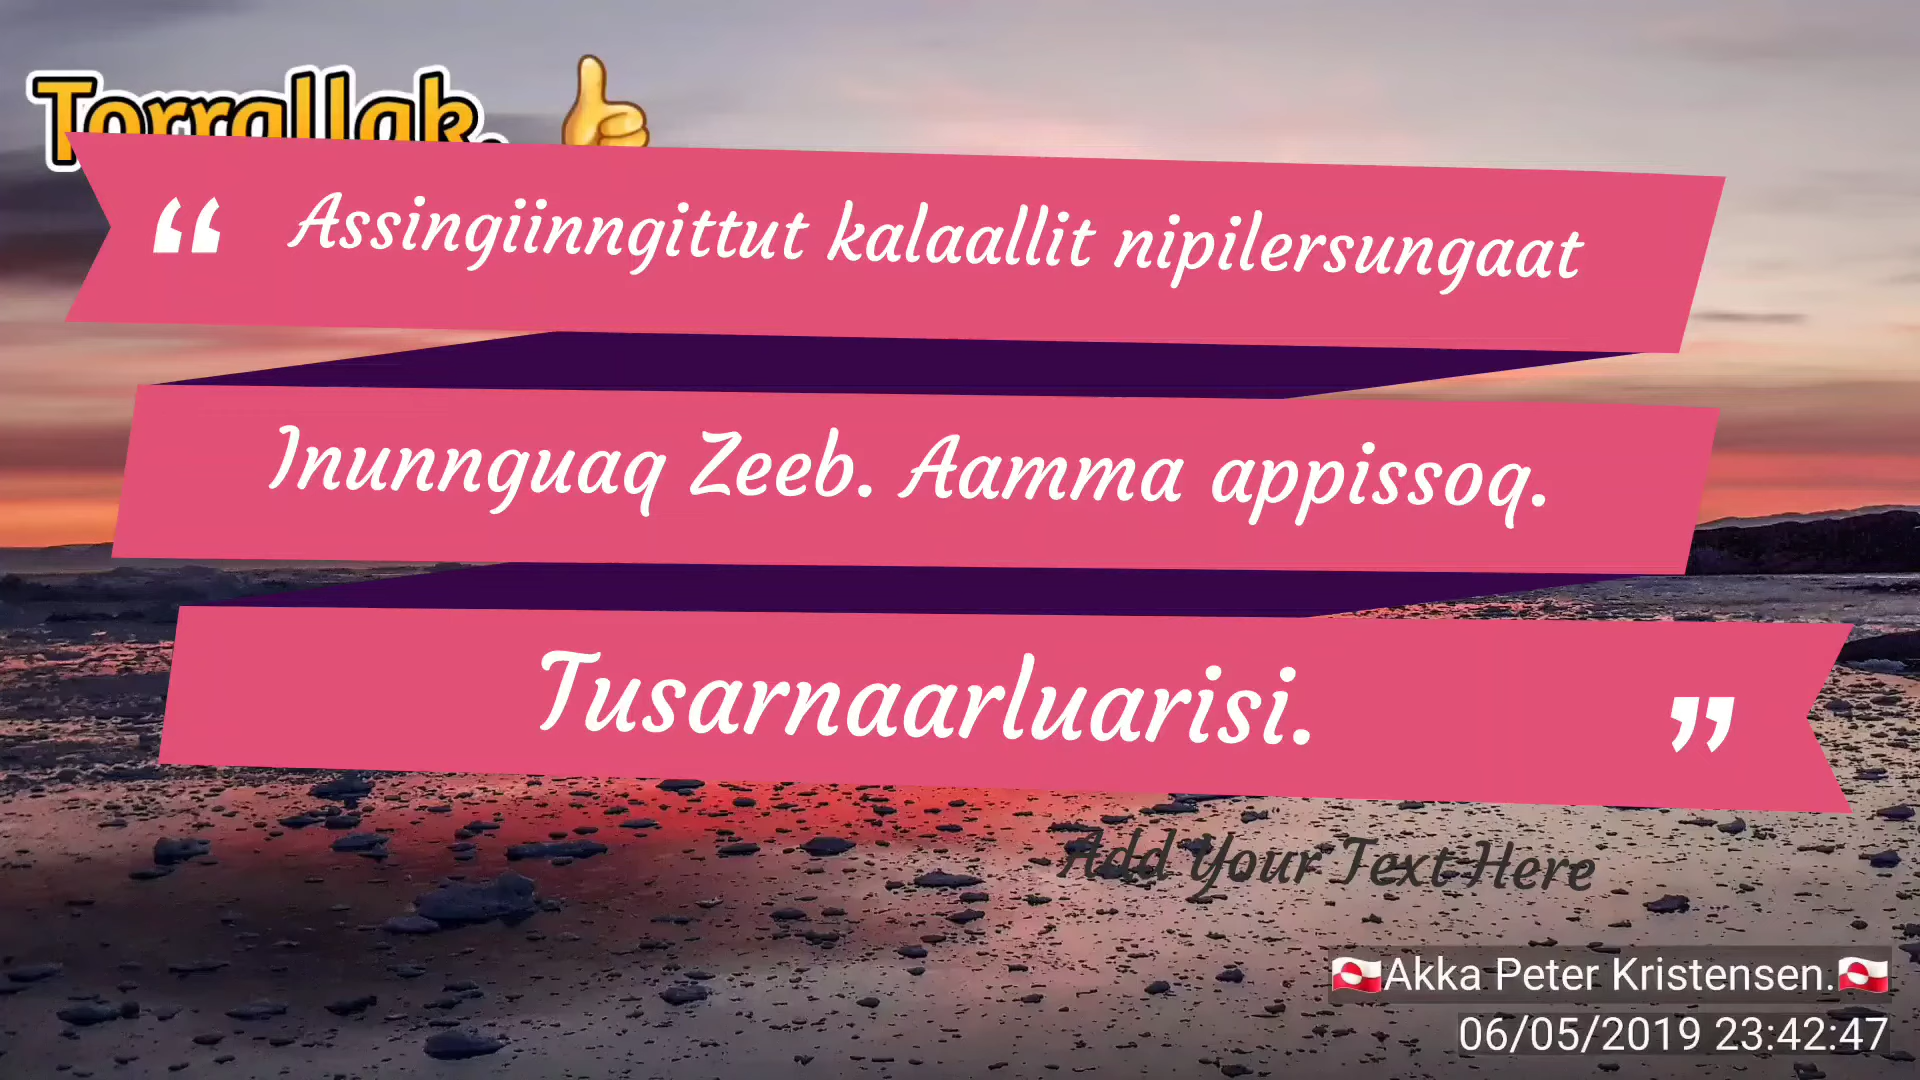 Torrallak.
“ Assingiinngittut kalaallit nipilersungaat
Inunnguaq Zeeb. Aamma appissoq.
Tusarnaarluarisi. ”
Add Your Text Here
🇬🇱Akka Peter Kristensen.🇬🇱
06/05/2019 23:42:47